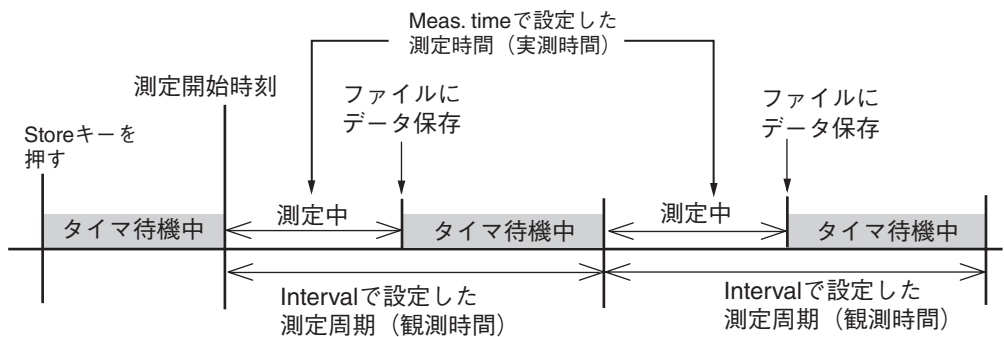 Meas. timeで設定した
測定時間（実測時間）
測定開始時刻
ファイルに
データ保存
ファイルに
データ保存
Storeキーを
押す
タイマ待機中
測定中
タイマ待機中
測定中
タイマ待機中
Intervalで設定した
測定周期（観測時間）
Intervalで設定した
測定周期（観測時間）